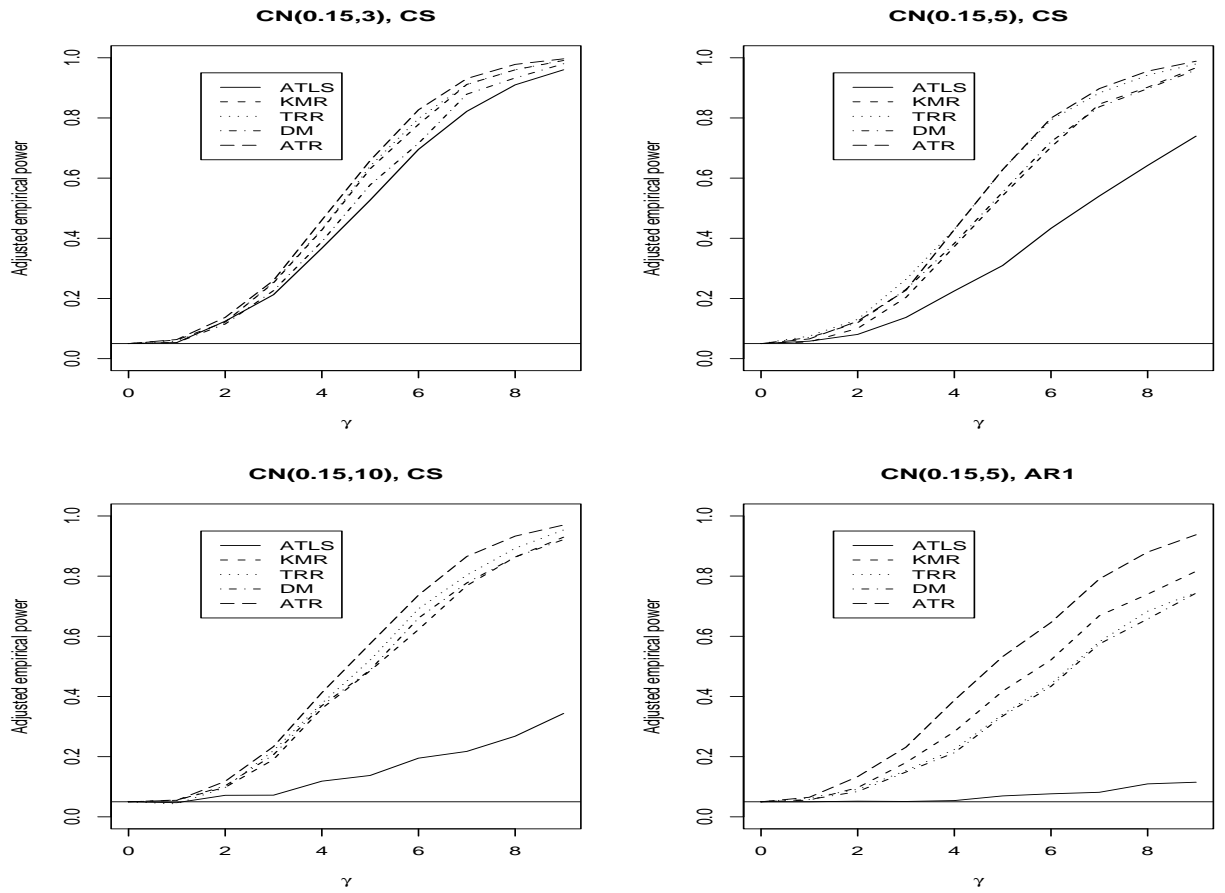 CN(0.15,3), CS
Adjusted empirical power
0.0 0.2 0.4 0.6 0.8 1.0
ATLS
KMR
TRR
DM
ATR
0 2 4 6 8
γ
CN(0.15,5), CS
Adjusted empirical power
0.0 0.2 0.4 0.6 0.8 1.0
ATLS
KMR
TRR
DM
ATR
0 2 4 6 8
γ
CN(0.15,10), CS
Adjusted empirical power
0.0 0.2 0.4 0.6 0.8 1.0
ATLS
KMR
TRR
DM
ATR
0 2 4 6 8
γ
CN(0.15,5), AR1
Adjusted empirical power
0.0 0.2 0.4 0.6 0.8 1.0
ATLS
KMR
TRR
DM
ATR
0 2 4 6 8
γ